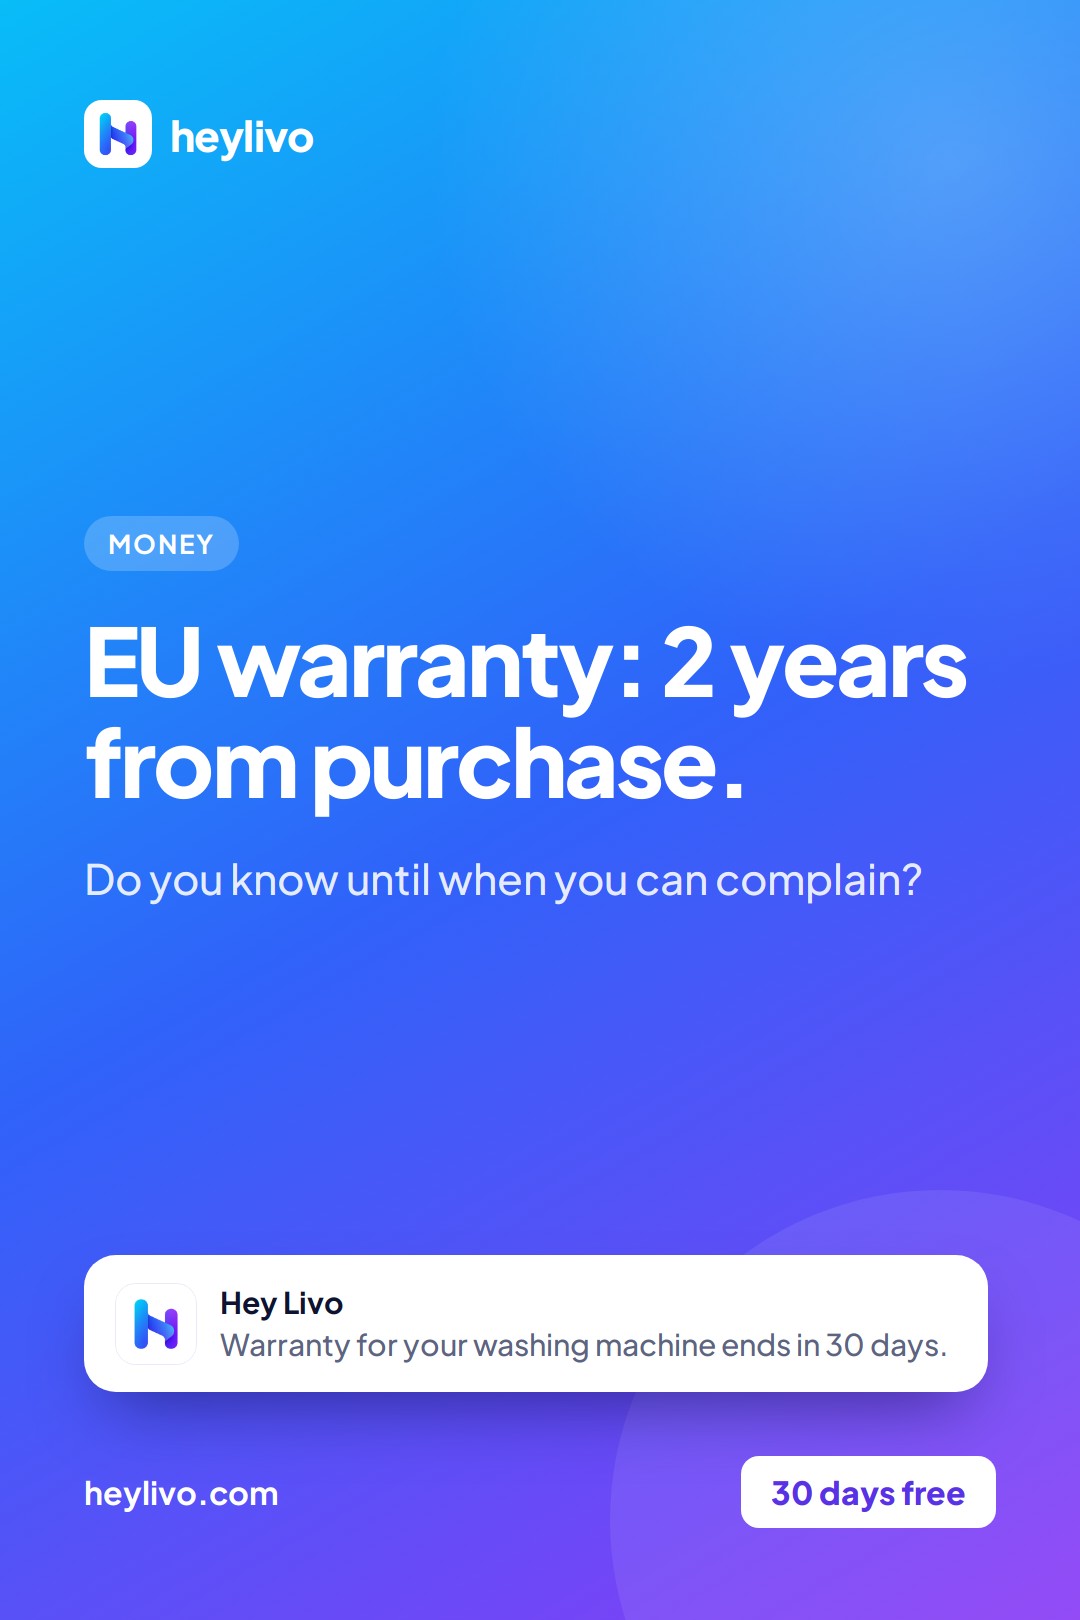 heylivo
MONEY
EU warranty: 2 years
from purchase.
Do you know until when you can complain?
Hey Livo
Warranty for your washing machine ends in 30 days.
heylivo.com
30 days free